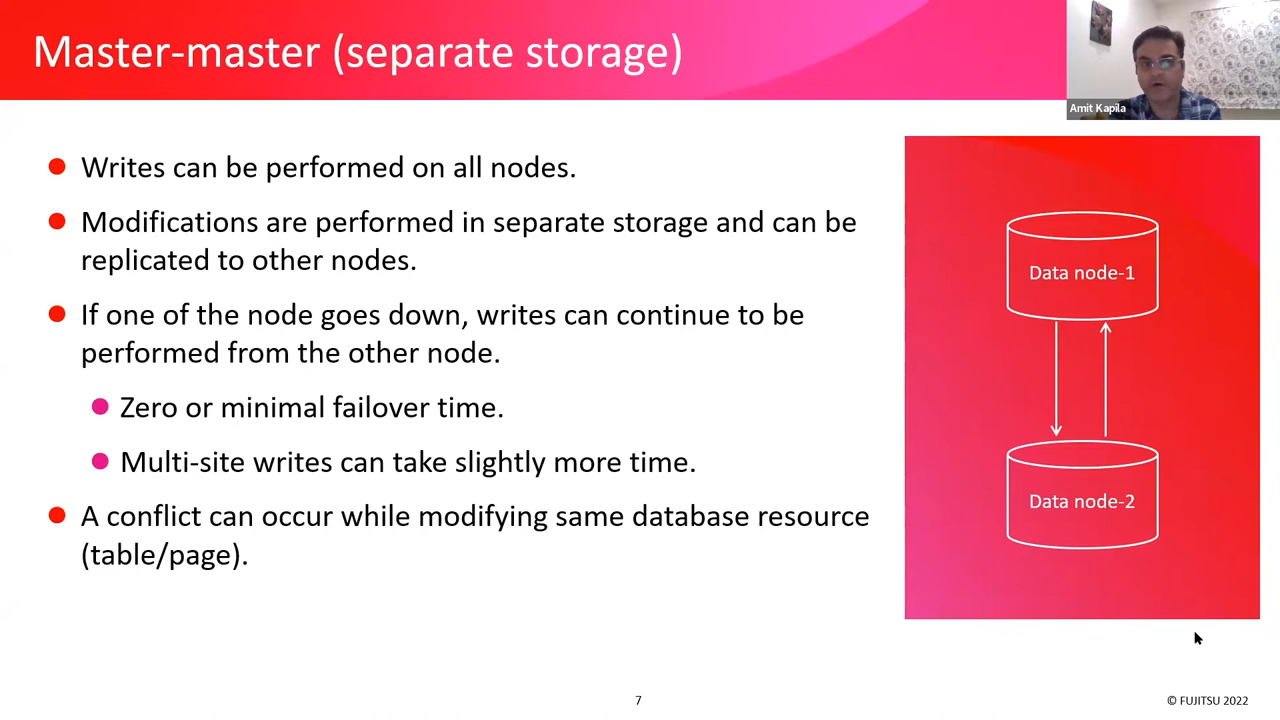 Master-master (separate storage)
Amit Kapila
Writes can be performed on all nodes.
Modifications are performed in separate storage and can be
replicated to other nodes.
If one of the node goes down, writes can continue to be
performed from the other node.
Zero or minimal failover time.
Multi-site writes can take slightly more time.
A conflict can occur while modifying same database resource
(table/page).
Data node-1
Data node-2
7
© FUJITSU 2022